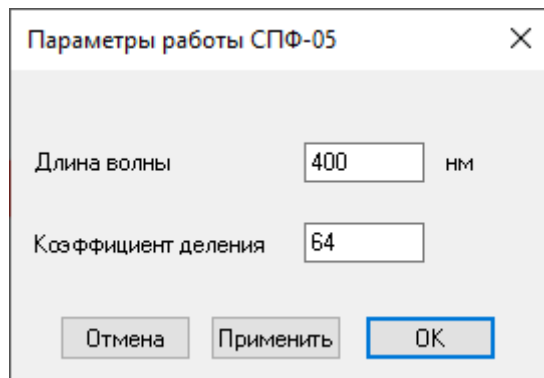 Параметры работы СПФ-05
Длина волны 400 нм
Коэффициент деления 64
Отмена Применить OK